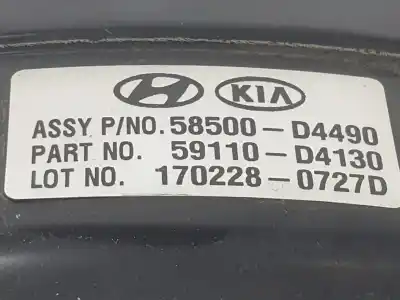 KIA
ASSY P/NO. 58500-D4490
PART NO. 59110-D4130
LOT NO. 170228-0727D